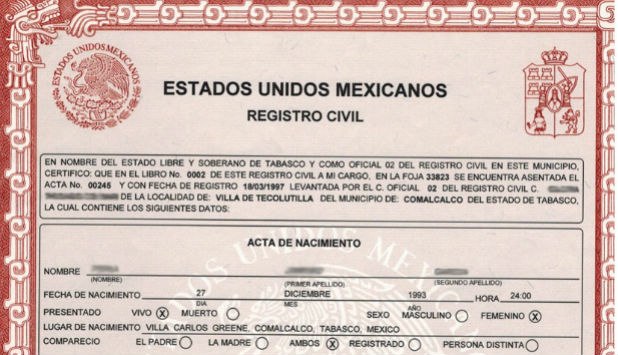 ESTADOS UNIDOS MEXICANOS
ESTADOS UNIDOS MEXICANOS
REGISTRO CIVIL
EN NOMBRE DEL ESTADO LIBRE Y SOBERANO DE TABASCO Y COMO OFICIAL 02 DEL REGISTRO CIVIL EN ESTE MUNICIPIO,
CERTIFICO: QUE EN EL LIBRO No. 0002 DE ESTE REGISTRO CIVIL A MI CARGO, EN LA FOJA 33823 SE ENCUENTRA ASENTADA EL
ACTA No. 00245 Y CON FECHA DE REGISTRO 18/03/1997 LEVANTADA POR EL C. OFICIAL 02 DEL REGISTRO CIVIL C.
DE LA LOCALIDAD DE: VILLA DE TECOLUTILLA DEL MUNICIPIO DE: COMALCALCO DEL ESTADO DE TABASCO,
LA CUAL CONTIENE LOS SIGUIENTES DATOS:
ACTA DE NACIMIENTO
NOMBRE
(NOMBRE) (PRIMER APELLIDO) (SEGUNDO APELLIDO)
FECHA DE NACIMIENTO 27 DICIEMBRE 1993 HORA 24:00
DIA MES AÑO
PRESENTADO VIVO X MUERTO SEXO MASCULINO FEMENINO X
LUGAR DE NACIMIENTO VILLA CARLOS GREENE, COMALCALCO, TABASCO, MEXICO
COMPARECIO EL PADRE LA MADRE AMBOS X REGISTRADO PERSONA DISTINTA